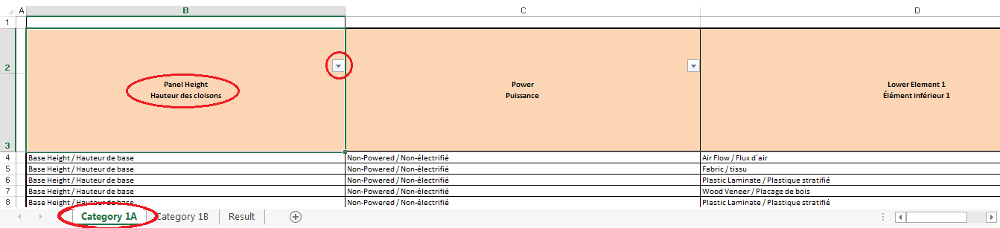 A B C D
1
2
Panel Height Power Lower Element 1
Hauteur des cloisons Puissance Élément inférieur 1
3
4 Base Height / Hauteur de base Non-Powered / Non-électrifié Air Flow / Flux d´air
5 Base Height / Hauteur de base Non-Powered / Non-électrifié Fabric / tissu
6 Base Height / Hauteur de base Non-Powered / Non-électrifié Plastic Laminate / Plastique stratifié
7 Base Height / Hauteur de base Non-Powered / Non-électrifié Wood Veneer / Placage de bois
8 Base Height / Hauteur de base Non-Powered / Non-électrifié Plastic Laminate / Plastique stratifié
Category 1A Category 1B Result